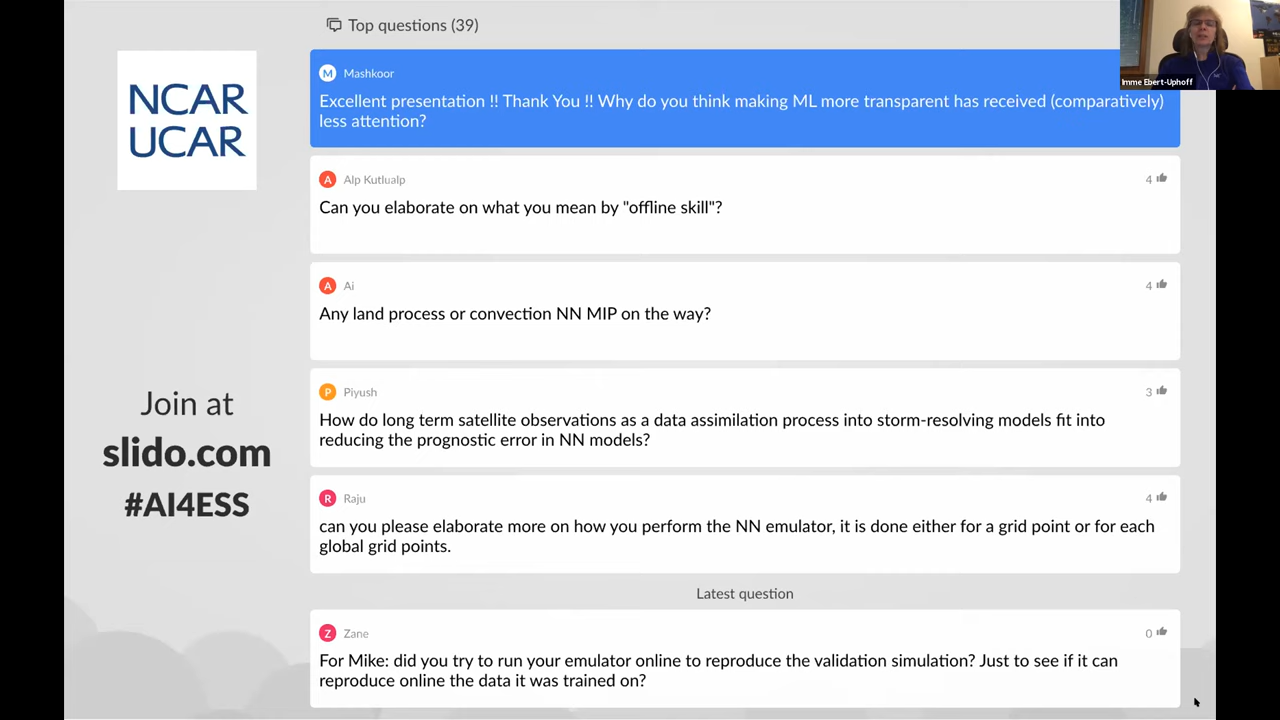 Top questions (39)
NCAR
UCAR
M Mashkoor
Excellent presentation !! Thank You !! Why do you think making ML more transparent has received (comparatively)
less attention?
Imme Ebert-Uphoff
A Alp Kutlualp
4
Can you elaborate on what you mean by "offline skill"?
A Ai
4
Any land process or convection NN MIP on the way?
P Piyush
3
How do long term satellite observations as a data assimilation process into storm-resolving models fit into
reducing the prognostic error in NN models?
Join at
slido.com
#AI4ESS
R Raju
4
can you please elaborate more on how you perform the NN emulator, it is done either for a grid point or for each
global grid points.
Latest question
Z Zane
0
For Mike: did you try to run your emulator online to reproduce the validation simulation? Just to see if it can
reproduce online the data it was trained on?